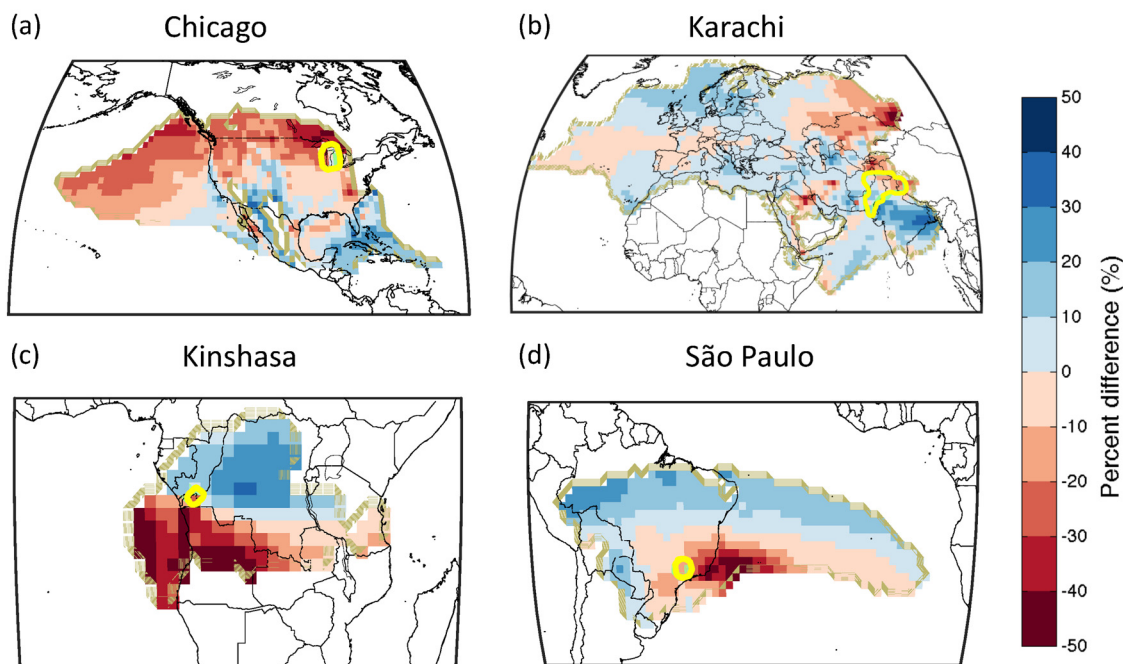 (a) Chicago
(b) Karachi
(c) Kinshasa
(d) São Paulo
50
40
30
20
10
0
-10
-20
-30
-40
-50
Percent difference (%)